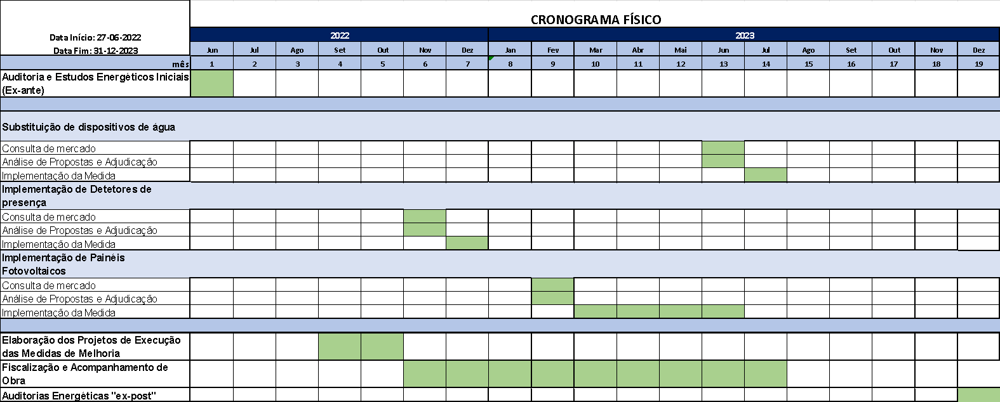 CRONOGRAMA FÍSICO
Data Início: 27-06-2022
Data Fim: 31-12-2023
2022 2023
Jun Jul Ago Set Out Nov Dez Jan Fev Mar Abr Mai Jun Jul Ago Set Out Nov Dez
mês 1 2 3 4 5 6 7 8 9 10 11 12 13 14 15 16 17 18 19
Auditoria e Estudos Energéticos Iniciais
(Ex-ante)
Substituição de dispositivos de água
Consulta de mercado
Análise de Propostas e Adjudicação
Implementação da Medida
Implementação de Detetores de
presença
Consulta de mercado
Análise de Propostas e Adjudicação
Implementação da Medida
Implementação de Painéis
Fotovoltaicos
Consulta de mercado
Análise de Propostas e Adjudicação
Implementação da Medida
Elaboração dos Projetos de Execução
das Medidas de Melhoria
Fiscalização e Acompanhamento de
Obra
Auditorias Energéticas "ex-post"